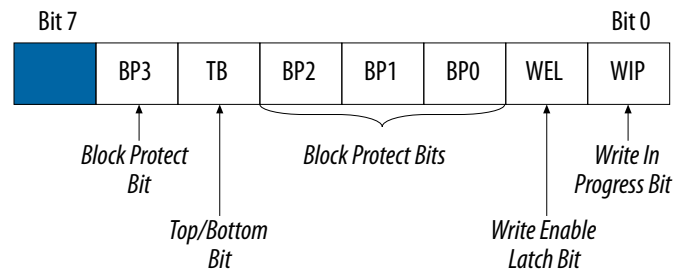 Bit 7 Bit 0
BP3 TB BP2 BP1 BP0 WEL WIP
Block Protect
Bit
Block Protect Bits
Write In
Progress Bit
Top/Bottom
Bit
Write Enable
Latch Bit